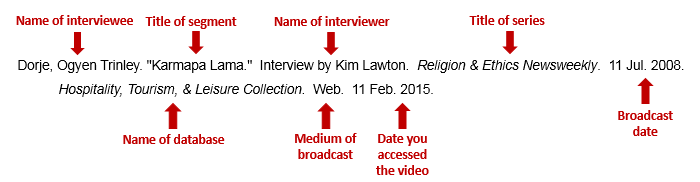 Name of interviewee Title of segment Name of interviewer Title of series
Dorje, Ogyen Trinley. "Karmapa Lama." Interview by Kim Lawton. Religion & Ethics Newsweekly. 11 Jul. 2008.
Hospitality, Tourism, & Leisure Collection. Web. 11 Feb. 2015.
Name of database
Medium of
broadcast
Date you
accessed
the video
Broadcast
date